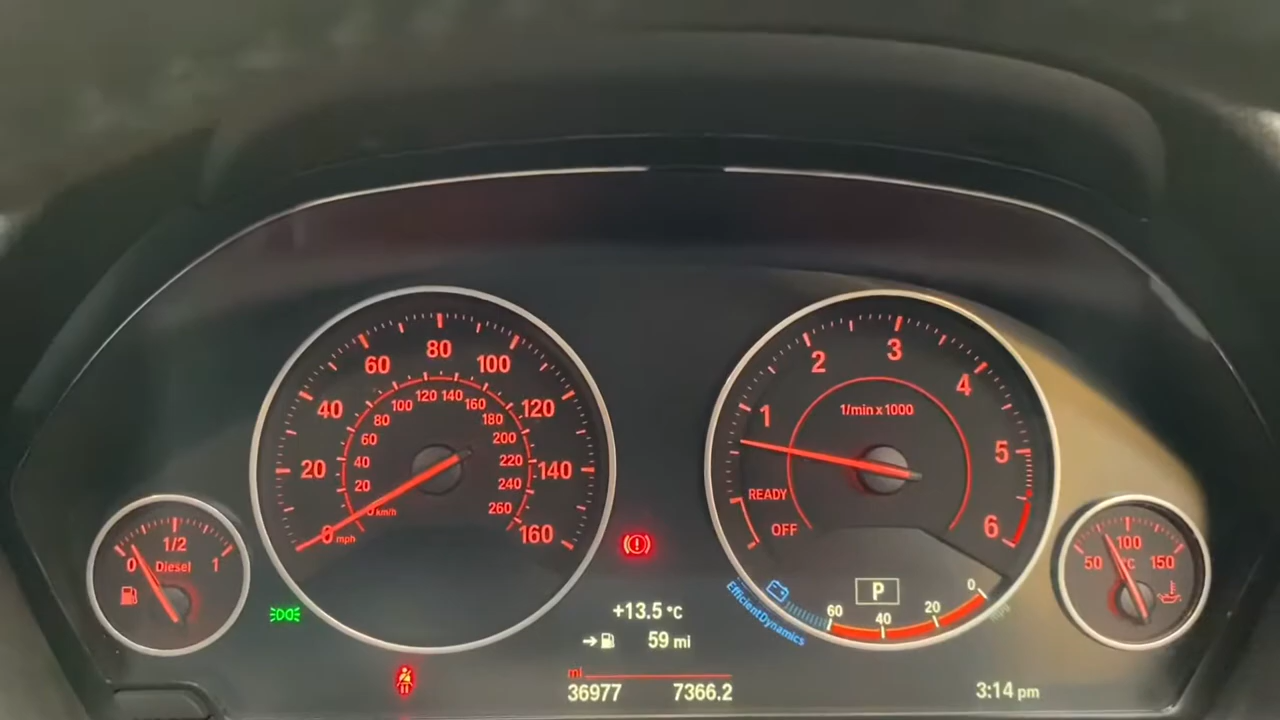 0 1/2 1
Diesel
0 20 40 60 80 100 120 140 160
mph
0 20 40 60 80 100 120 140 160 180 200 220 240 260
km/h
+13.5 °C
59 mi
mi
36977 7366.2
1 2 3 4 5 6
1/min x 1000
READY
OFF
P
60 40 20 0
EfficientDynamics
50 100 150
°C
3:14 pm